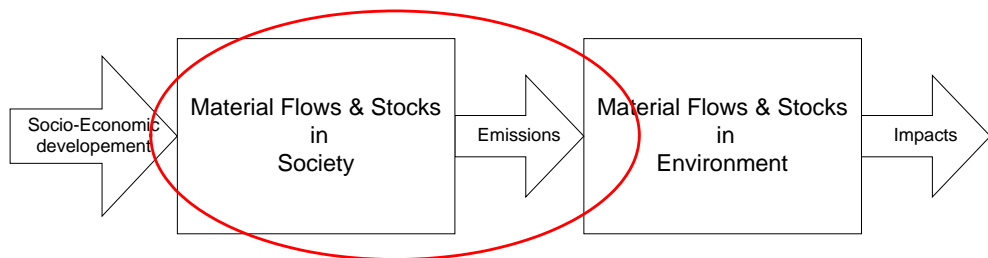 Socio-Economic
developement
Material Flows & Stocks
in
Society
Emissions
Material Flows & Stocks
in
Environment
Impacts